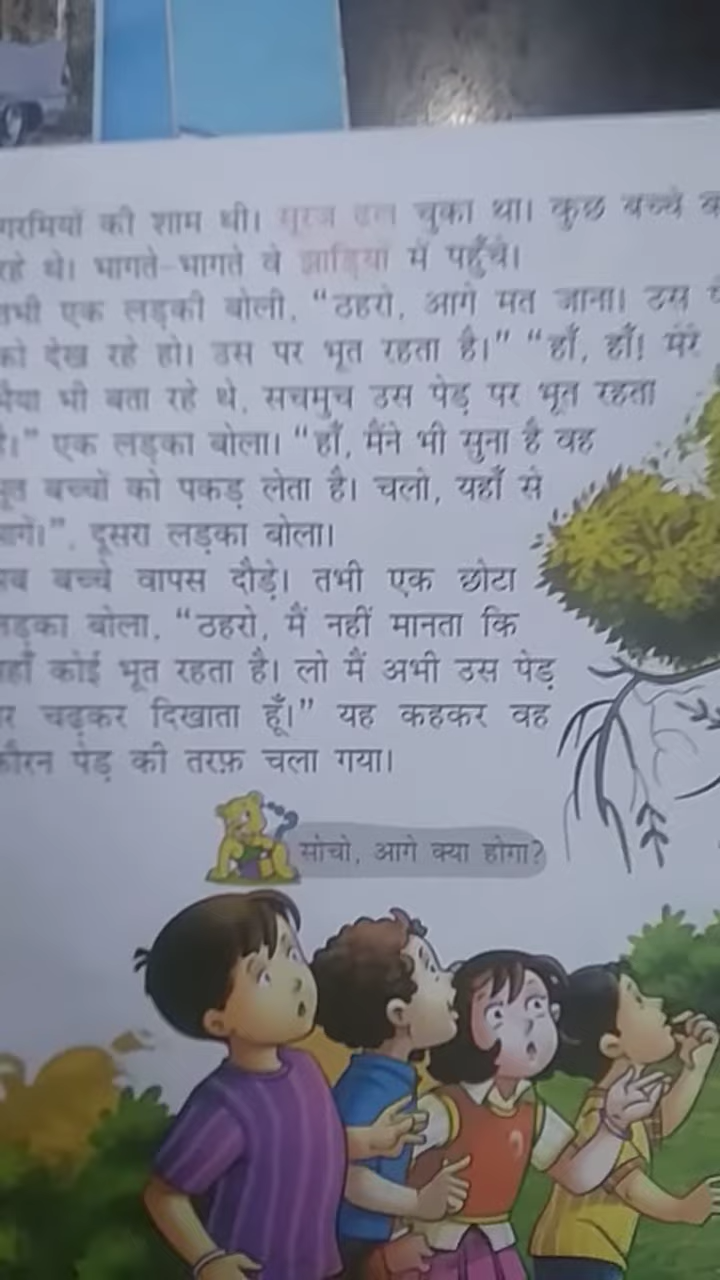 गरमियों की शाम थी। सूरज ढल चुका था। कुछ बच्चे
रहे थे। भागते-भागते वे झाड़ियों में पहुँचे।
तभी एक लड़की बोली, “ठहरो, आगे मत जाना। उस
को देख रहे हो। उस पर भूत रहता है।” “हाँ, हाँ! मेरे
भैया भी बता रहे थे, सचमुच उस पेड़ पर भूत रहता
है।” एक लड़का बोला। “हाँ, मैंने भी सुना है वह
भूत बच्चों को पकड़ लेता है। चलो, यहाँ से
भागें।”, दूसरा लड़का बोला।
सब बच्चे वापस दौड़े। तभी एक छोटा
लड़का बोला, “ठहरो, मैं नहीं मानता कि
वहाँ कोई भूत रहता है। लो मैं अभी उस पेड़
पर चढ़कर दिखाता हूँ।” यह कहकर वह
फौरन पेड़ की तरफ़ चला गया।
सोचो, आगे क्या होगा?